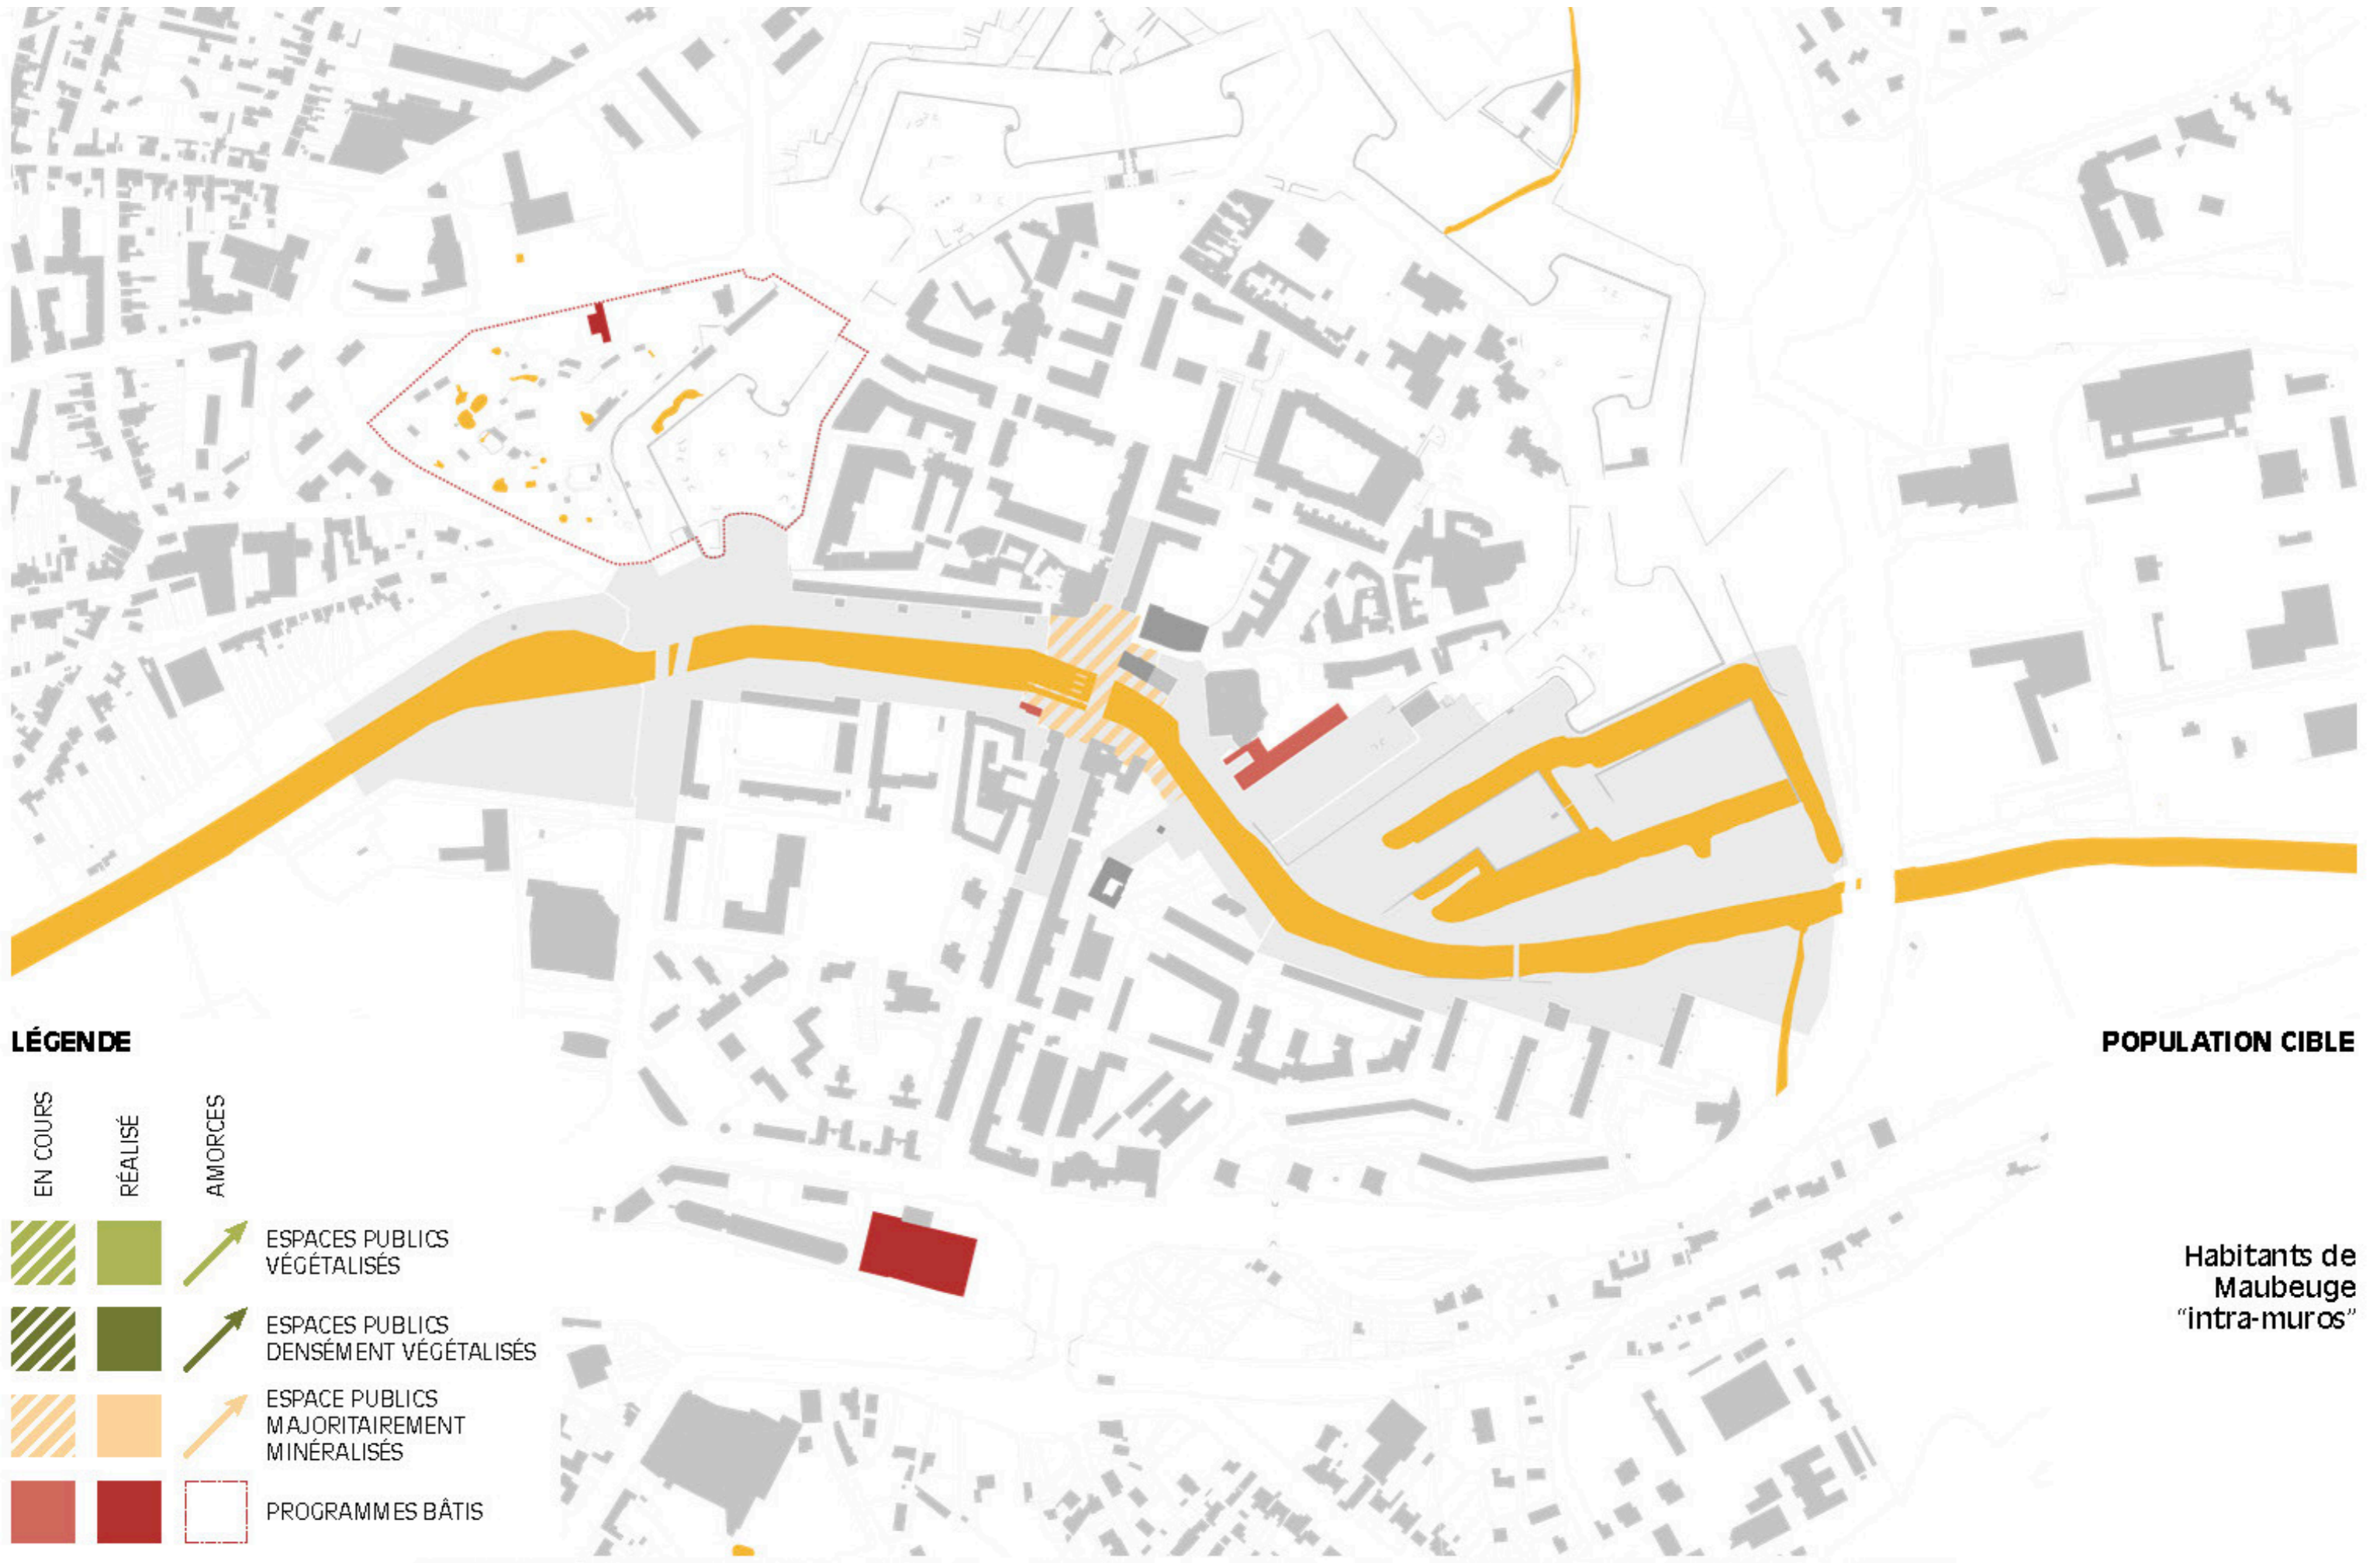 LÉGENDE
EN COURS
RÉALISÉ
AMORCES
ESPACES PUBLICS
VÉGÉTALISÉS
ESPACES PUBLICS
DENSÉMENT VÉGÉTALISÉS
ESPACE PUBLICS
MAJORITAIREMENT
MINÉRALISÉS
PROGRAMMES BÂTIS
POPULATION CIBLE
Habitants de
Maubeuge
“intra-muros”